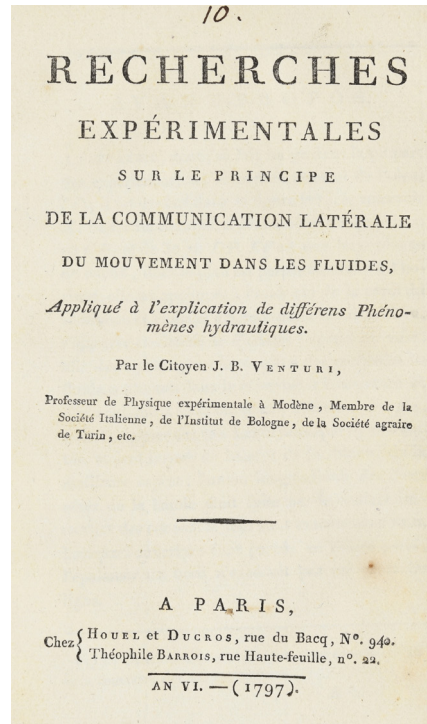 10.
RECHERCHES
EXPÉRIMENTALES
SUR LE PRINCIPE
DE LA COMMUNICATION LATÉRALE
DU MOUVEMENT DANS LES FLUIDES,
Appliqué à l'explication de différens Phéno-
mènes hydrauliques.
Par le Citoyen J. B. VENTURI,
Professeur de Physique expérimentale à Modène, Membre de la
Société Italienne, de l'Institut de Bologne, de la Société agraire
de Turin, etc.
A PARIS,
Chez { HOUEL et DUCROS, rue du Bacq, Nº. 940.
Théophile BARROIS, rue Haute-feuille, nº. 22.
AN VI. — (1797).